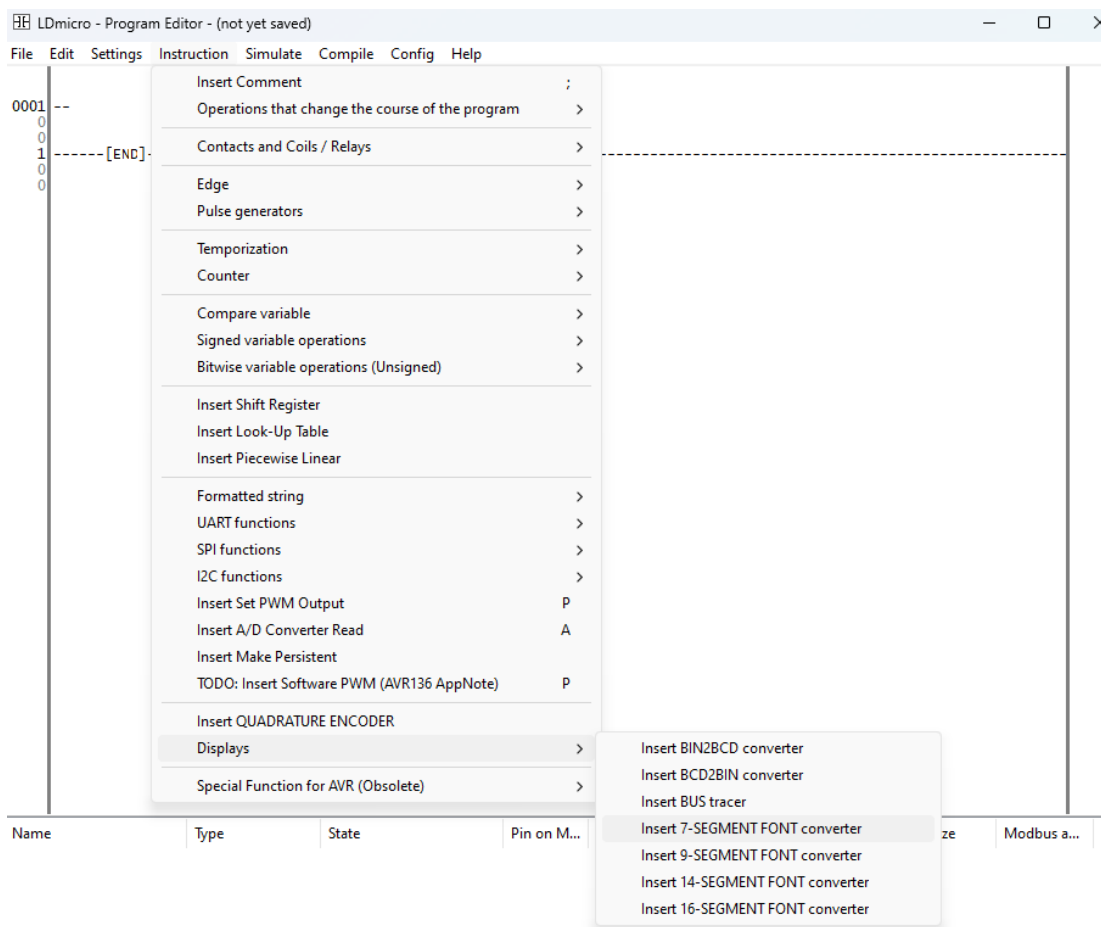 LDmicro - Program Editor - (not yet saved)
File Edit Settings Instruction Simulate Compile Config Help
Insert Comment ;
0001 --
Operations that change the course of the program >
0
0
Contacts and Coils / Relays >
1 ------[END]-
0
0
Edge >
Pulse generators >
Temporization >
Counter >
Compare variable >
Signed variable operations >
Bitwise variable operations (Unsigned) >
Insert Shift Register
Insert Look-Up Table
Insert Piecewise Linear
Formatted string >
UART functions >
SPI functions >
I2C functions >
Insert Set PWM Output P
Insert A/D Converter Read A
Insert Make Persistent
TODO: Insert Software PWM (AVR136 AppNote) P
Insert QUADRATURE ENCODER
Displays >
Special Function for AVR (Obsolete) >
Insert BIN2BCD converter
Insert BCD2BIN converter
Insert BUS tracer
Insert 7-SEGMENT FONT converter
Insert 9-SEGMENT FONT converter
Insert 14-SEGMENT FONT converter
Insert 16-SEGMENT FONT converter
Name Type State Pin on M... ze Modbus a...